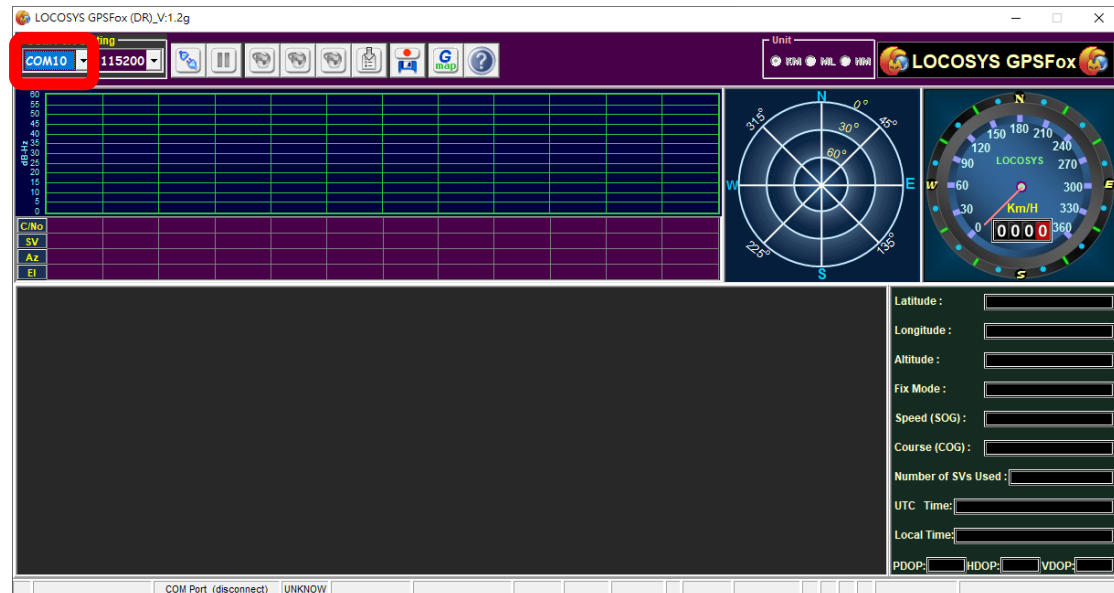 LOCOSYS GPSFox (DR)_V:1.2g
ting
COM10 115200
G map ?
Unit
KM ML NM
LOCOSYS GPSFox
dB-Hz
60
55
50
45
40
35
30
25
20
15
10
5
0
C/No
SV
Az
El
N
0°
45°
315°
30°
60°
W E
225° 135°
S
N
150 180 210
120 240
90 LOCOSYS 270
W 60 300 E
30 Km/H 330
0 0000 360
S
Latitude :
Longitude :
Altitude :
Fix Mode :
Speed (SOG) :
Course (COG) :
Number of SVs Used :
UTC Time:
Local Time:
PDOP: HDOP: VDOP:
COM Port (disconnect) UNKNOW